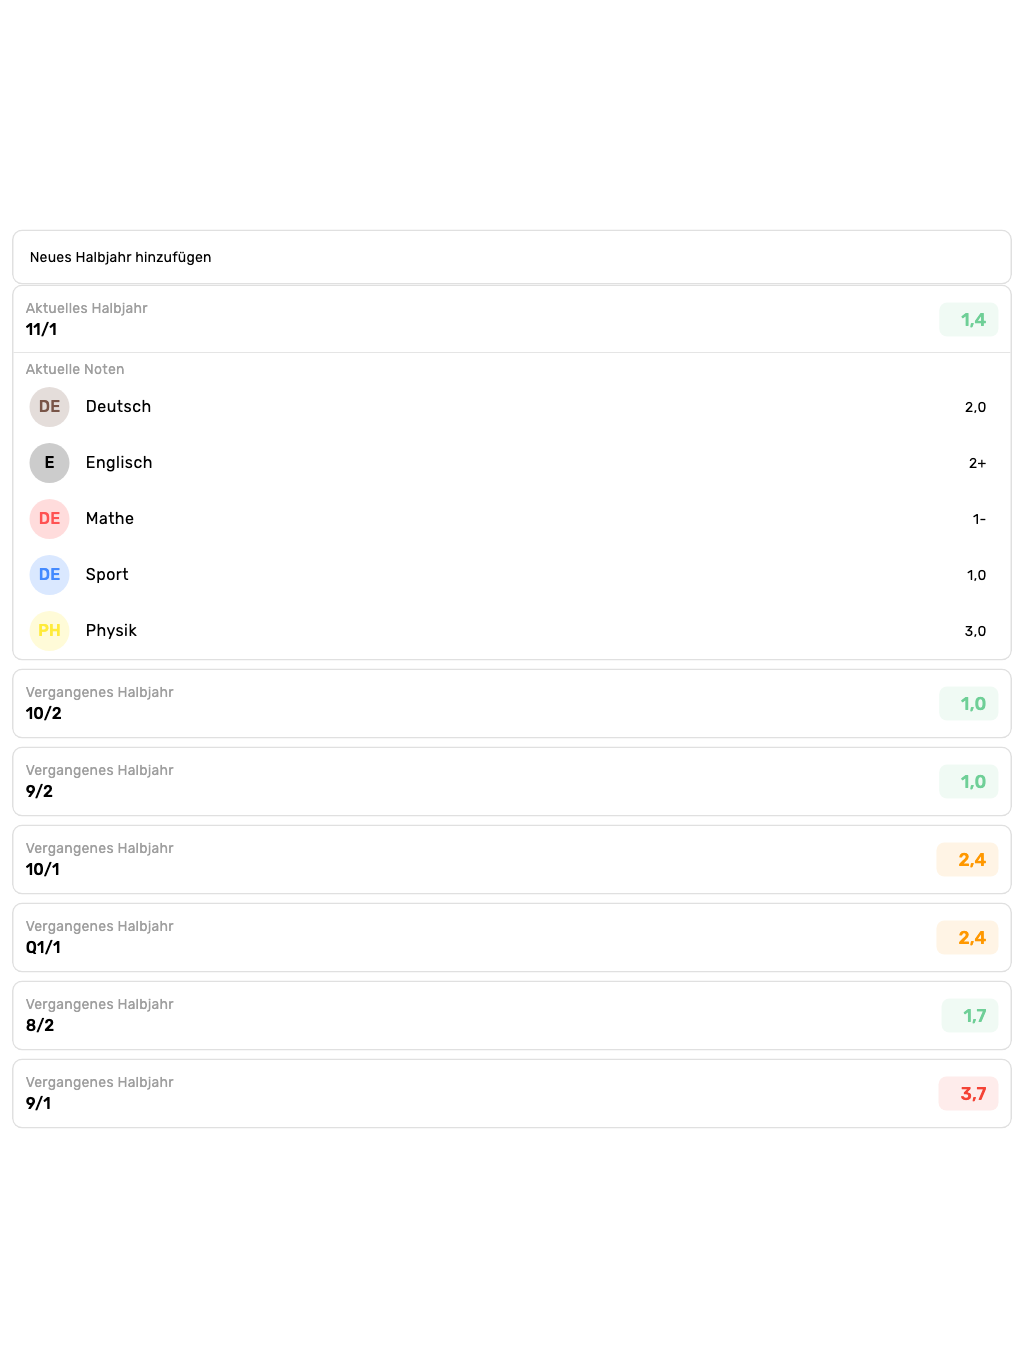 Neues Halbjahr hinzufügen
Aktuelles Halbjahr
11/1
1,4
Aktuelle Noten
DE Deutsch 2,0
E Englisch 2+
DE Mathe 1-
DE Sport 1,0
PH Physik 3,0
Vergangenes Halbjahr
10/2
1,0
Vergangenes Halbjahr
9/2
1,0
Vergangenes Halbjahr
10/1
2,4
Vergangenes Halbjahr
Q1/1
2,4
Vergangenes Halbjahr
8/2
1,7
Vergangenes Halbjahr
9/1
3,7